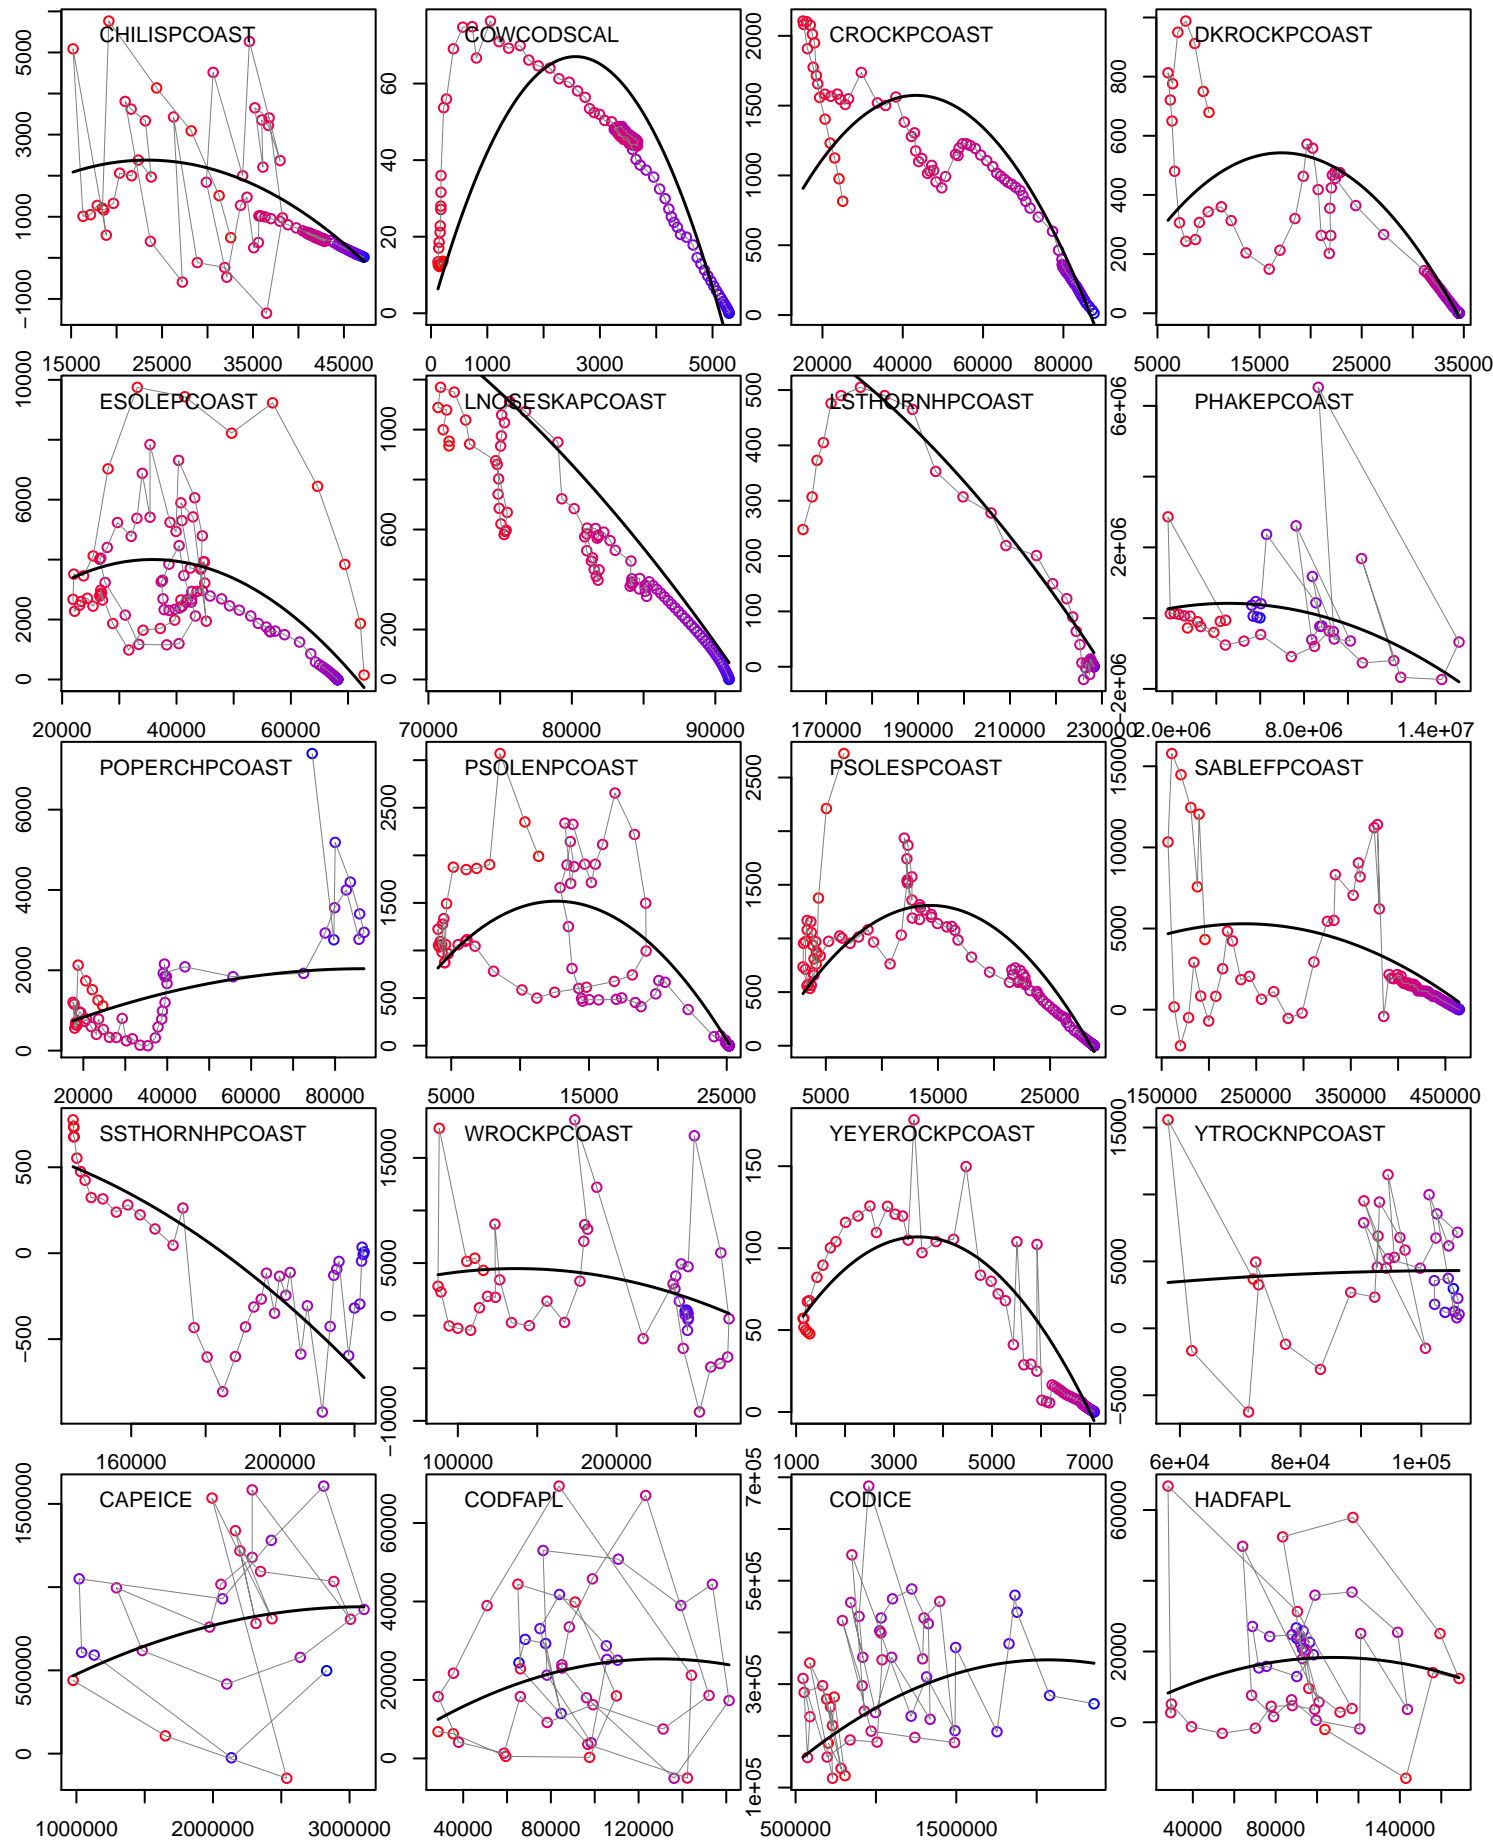 CHILISPCOAST
−1000 1000 3000 5000
15000 25000 35000 45000
COWCODSCAL
0 20 40 60
0 1000 3000 5000
CROCKPCOAST
0 500 1000 1500 2000
20000 40000 60000 80000
DKROCKPCOAST
0 200 400 600 800
5000 15000 25000 35000
ESOLEPCOAST
0 2000 6000 10000
20000 40000 60000
LNOSESKAPCOAST
0 200 600 1000
70000 80000 90000
LSTHORNHPCOAST
0 100 200 300 400 500
170000 190000 210000 230000
PHAKEPCOAST
−2e+06 2e+06 6e+06
2.0e+06 8.0e+06 1.4e+07
POPERCHPCOAST
0 2000 4000 6000
20000 40000 60000 80000
PSOLENPCOAST
0 500 1500 2500
5000 15000 25000
PSOLESPCOAST
0 500 1500 2500
5000 15000 25000
SABLEFPCOAST
0 5000 10000 15000
150000 250000 350000 450000
SSTHORNHPCOAST
−500 0 500
160000 200000
WROCKPCOAST
−10000 0 5000 15000
100000 200000
YEYEROCKPCOAST
0 50 100 150
1000 3000 5000 7000
YTROCKNPCOAST
−5000 0 5000 15000
6e+04 8e+04 1e+05
CAPEICE
0 500000 1500000
1000000 2000000 3000000
CODFAPL
0 20000 40000 60000
40000 80000 120000
CODICE
1e+05 3e+05 5e+05 7e+05
500000 1500000
HADFAPL
0 20000 60000
40000 80000 140000